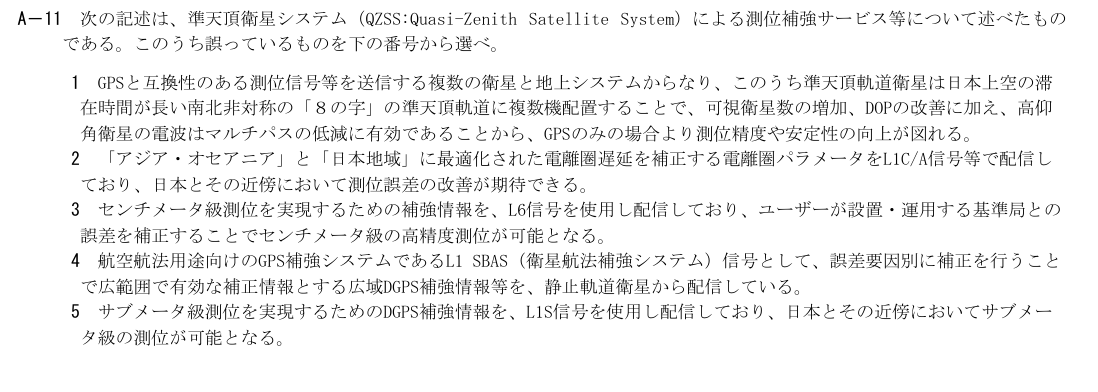 A－11　次の記述は、準天頂衛星システム（QZSS:Quasi-Zenith Satellite System）による測位補強サービス等について述べたもの
である。このうち誤っているものを下の番号から選べ。
1　GPSと互換性のある測位信号等を送信する複数の衛星と地上システムからなり、このうち準天頂軌道衛星は日本上空の滞
在時間が長い南北非対称の「８の字」の準天頂軌道に複数機配置することで、可視衛星数の増加、DOPの改善に加え、高仰
角衛星の電波はマルチパスの低減に有効であることから、GPSのみの場合より測位精度や安定性の向上が図れる。
2　「アジア・オセアニア」と「日本地域」に最適化された電離圏遅延を補正する電離圏パラメータをL1C/A信号等で配信し
ており、日本とその近傍において測位誤差の改善が期待できる。
3　センチメータ級測位を実現するための補強情報を、L6信号を使用し配信しており、ユーザーが設置・運用する基準局との
誤差を補正することでセンチメータ級の高精度測位が可能となる。
4　航空航法用途向けのGPS補強システムであるL1 SBAS（衛星航法補強システム）信号として、誤差要因別に補正を行うこと
で広範囲で有効な補正情報とする広域DGPS補強情報等を、静止軌道衛星から配信している。
5　サブメータ級測位を実現するためのDGPS補強情報を、L1S信号を使用し配信しており、日本とその近傍においてサブメー
タ級の測位が可能となる。